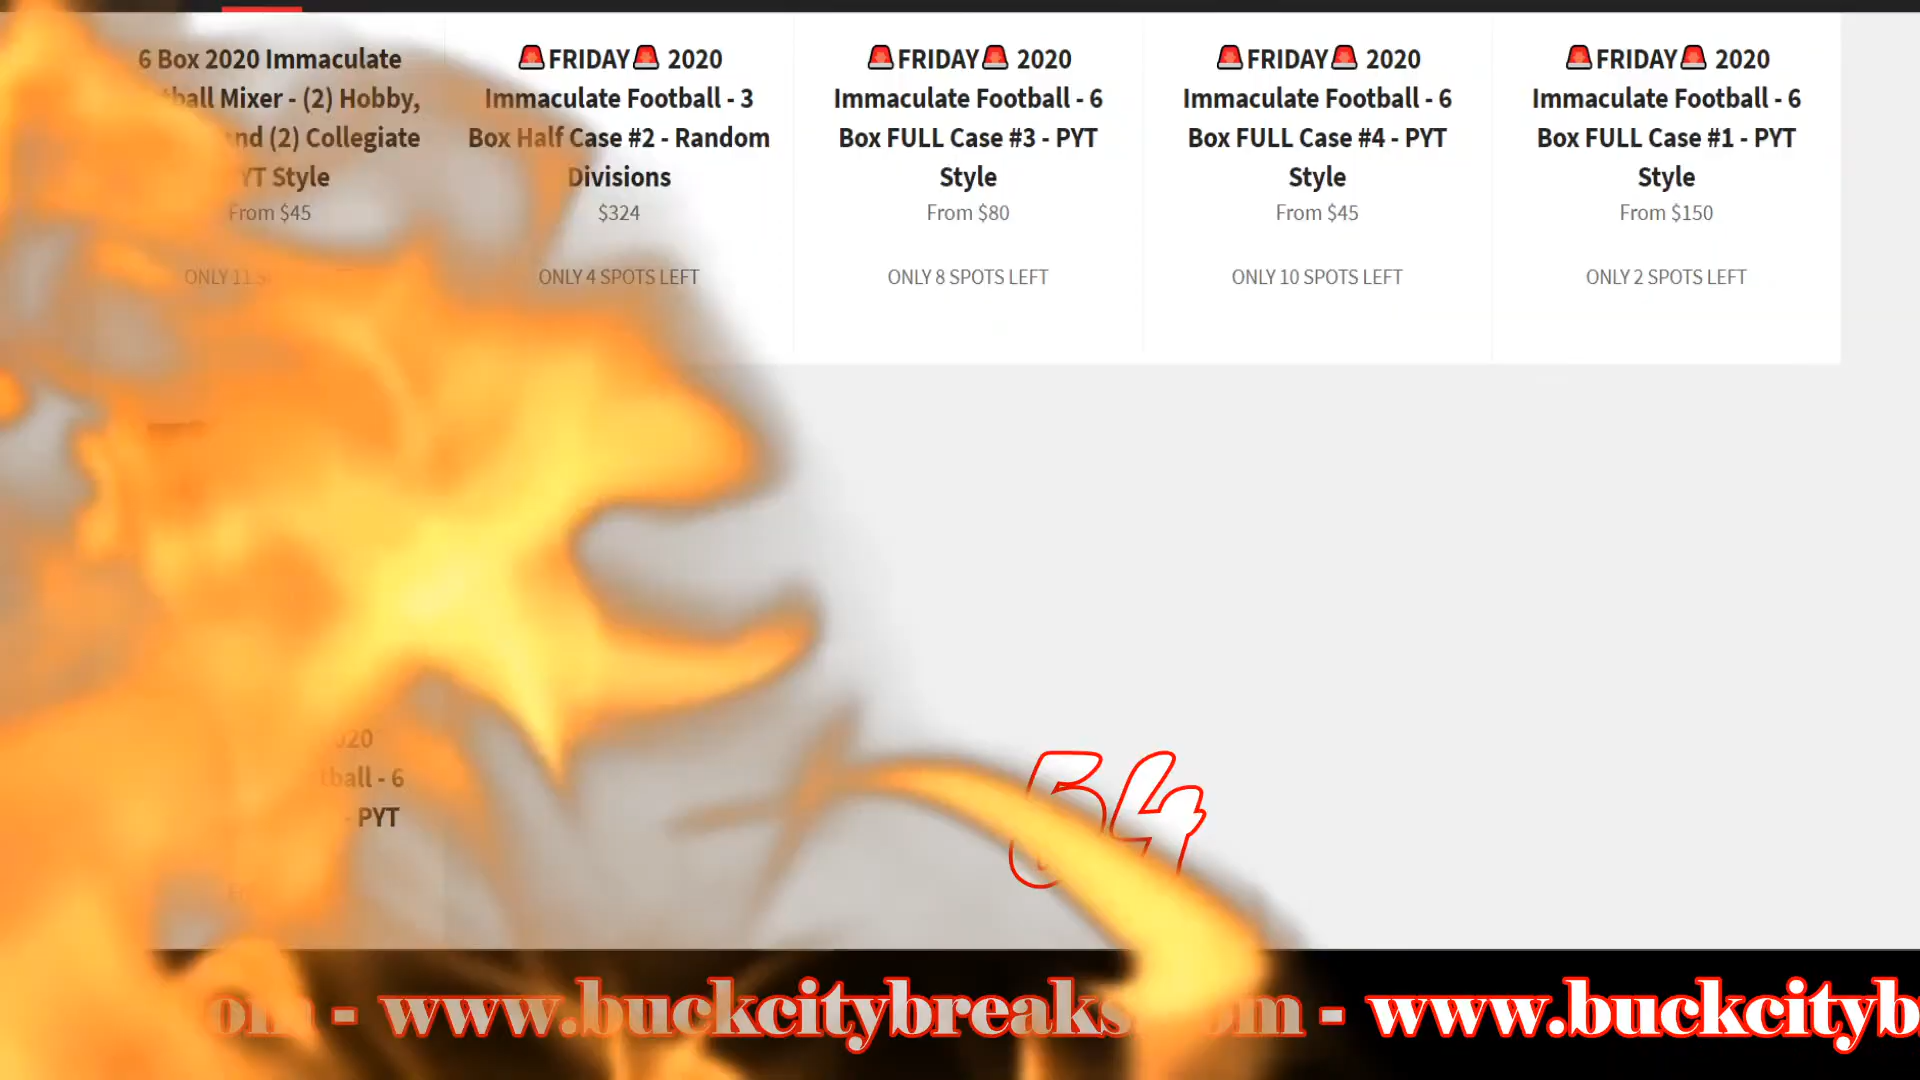 6 Box 2020 Immaculate
Mixer - (2) Hobby,
(2) Collegiate
Style
From $45
ONLY 11
🚨FRIDAY🚨 2020
Immaculate Football - 3
Box Half Case #2 - Random
Divisions
$324
ONLY 4 SPOTS LEFT
🚨FRIDAY🚨 2020
Immaculate Football - 6
Box FULL Case #3 - PYT
Style
From $80
ONLY 8 SPOTS LEFT
🚨FRIDAY🚨 2020
Immaculate Football - 6
Box FULL Case #4 - PYT
Style
From $45
ONLY 10 SPOTS LEFT
🚨FRIDAY🚨 2020
Immaculate Football - 6
Box FULL Case #1 - PYT
Style
From $150
ONLY 2 SPOTS LEFT
- 6
- PYT
54
om - www.buckcitybreaks.com - www.buckcityb